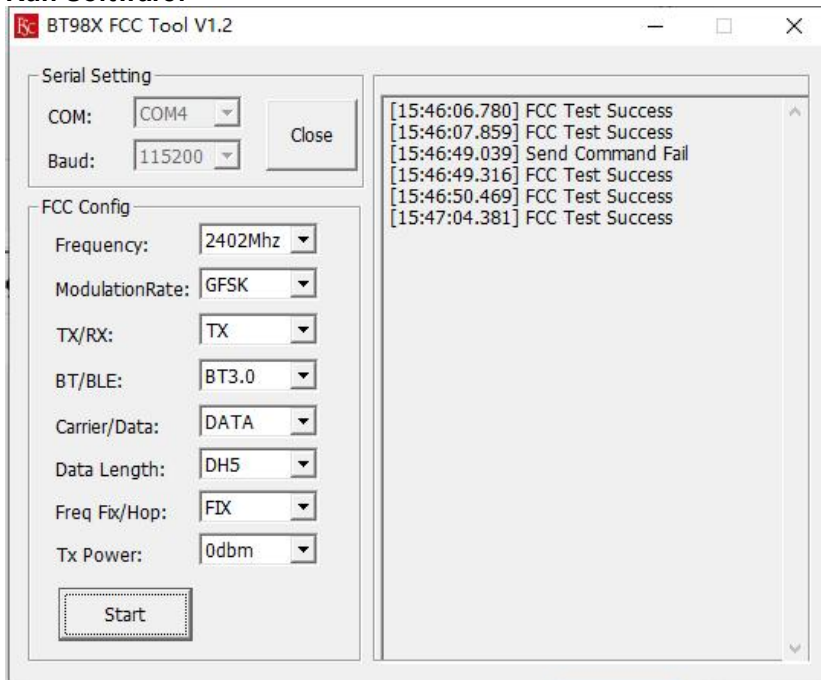 Run Software:
BT98X FCC Tool V1.2
Serial Setting
COM: COM4
Close
Baud: 115200
FCC Config
Frequency: 2402Mhz
ModulationRate: GFSK
TX/RX: TX
BT/BLE: BT3.0
Carrier/Data: DATA
Data Length: DH5
Freq Fix/Hop: FIX
Tx Power: 0dbm
Start
[15:46:06.780] FCC Test Success
[15:46:07.859] FCC Test Success
[15:46:49.039] Send Command Fail
[15:46:49.316] FCC Test Success
[15:46:50.469] FCC Test Success
[15:47:04.381] FCC Test Success